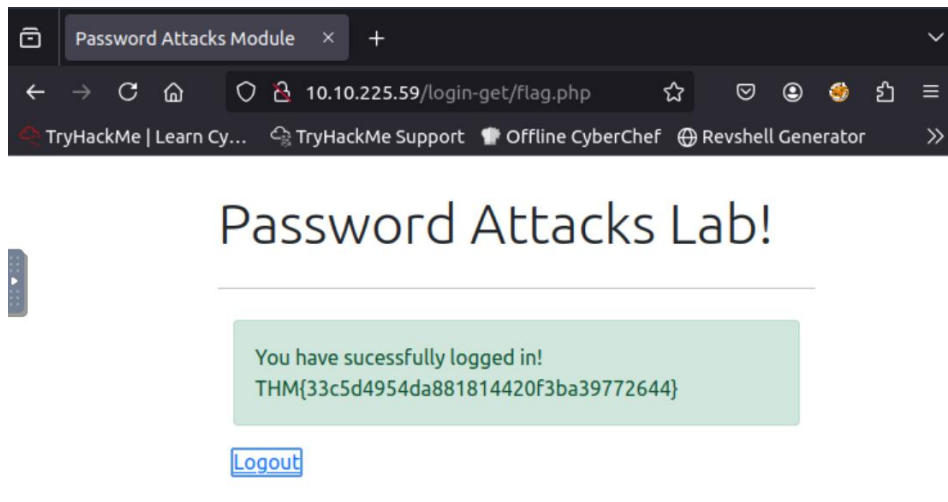 Password Attacks Module
10.10.225.59/login-get/flag.php
TryHackMe | Learn Cy... TryHackMe Support Offline CyberChef Revshell Generator
Password Attacks Lab!
You have sucessfully logged in!
THM{33c5d4954da881814420f3ba39772644}
Logout